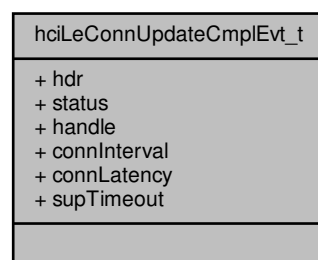 hciLeConnUpdateCmplEvt_t
+ hdr
+ status
+ handle
+ connInterval
+ connLatency
+ supTimeout